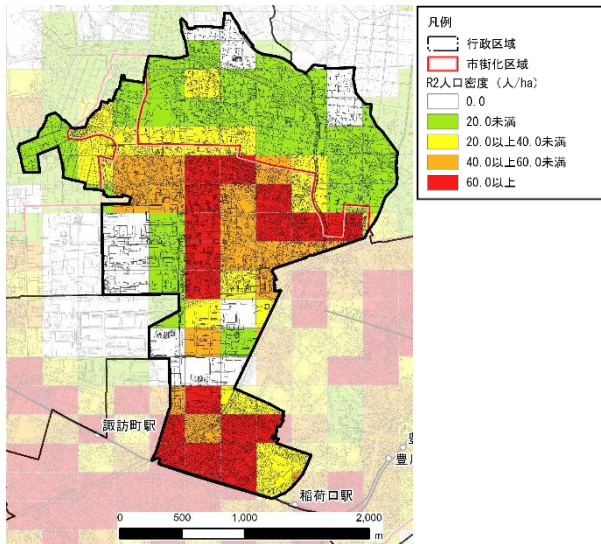 凡例
行政区域
市街化区域
R2人口密度 (人/ha)
0.0
20.0未満
20.0以上40.0未満
40.0以上60.0未満
60.0以上
諏訪町駅
豊川
稲荷口駅
0 500 1,000 2,000
m